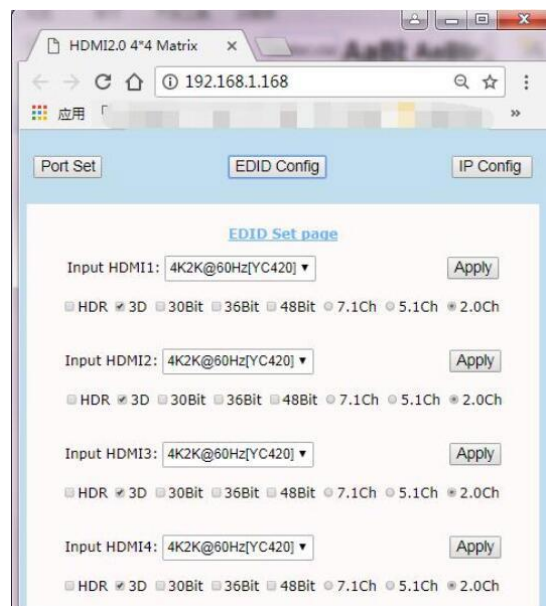 HDMI2.0 4*4 Matrix
192.168.1.168
应用
Port Set EDID Config IP Config
EDID Set page
Input HDMI1: 4K2K@60Hz[YC420] Apply
HDR 3D 30Bit 36Bit 48Bit 7.1Ch 5.1Ch 2.0Ch
Input HDMI2: 4K2K@60Hz[YC420] Apply
HDR 3D 30Bit 36Bit 48Bit 7.1Ch 5.1Ch 2.0Ch
Input HDMI3: 4K2K@60Hz[YC420] Apply
HDR 3D 30Bit 36Bit 48Bit 7.1Ch 5.1Ch 2.0Ch
Input HDMI4: 4K2K@60Hz[YC420] Apply
HDR 3D 30Bit 36Bit 48Bit 7.1Ch 5.1Ch 2.0Ch